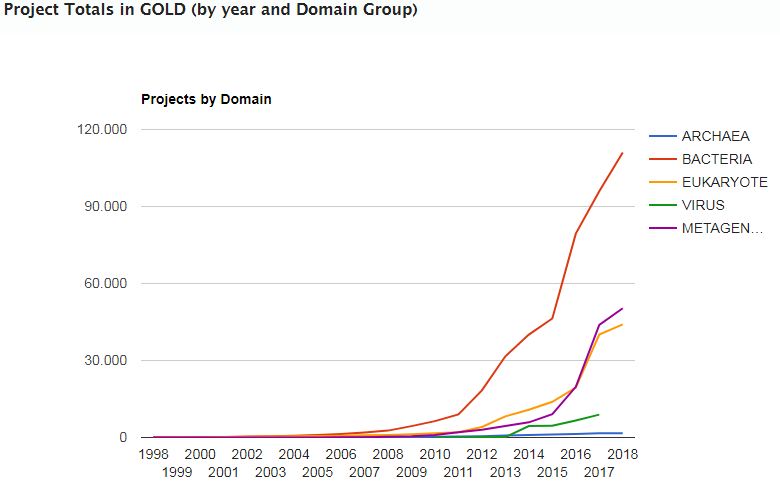 Project Totals in GOLD (by year and Domain Group)
Projects by Domain
120.000
90.000
60.000
30.000
0
ARCHAEA
BACTERIA
EUKARYOTE
VIRUS
METAGEN...
1998 2000 2002 2004 2006 2008 2010 2012 2014 2016 2018
1999 2001 2003 2005 2007 2009 2011 2013 2015 2017